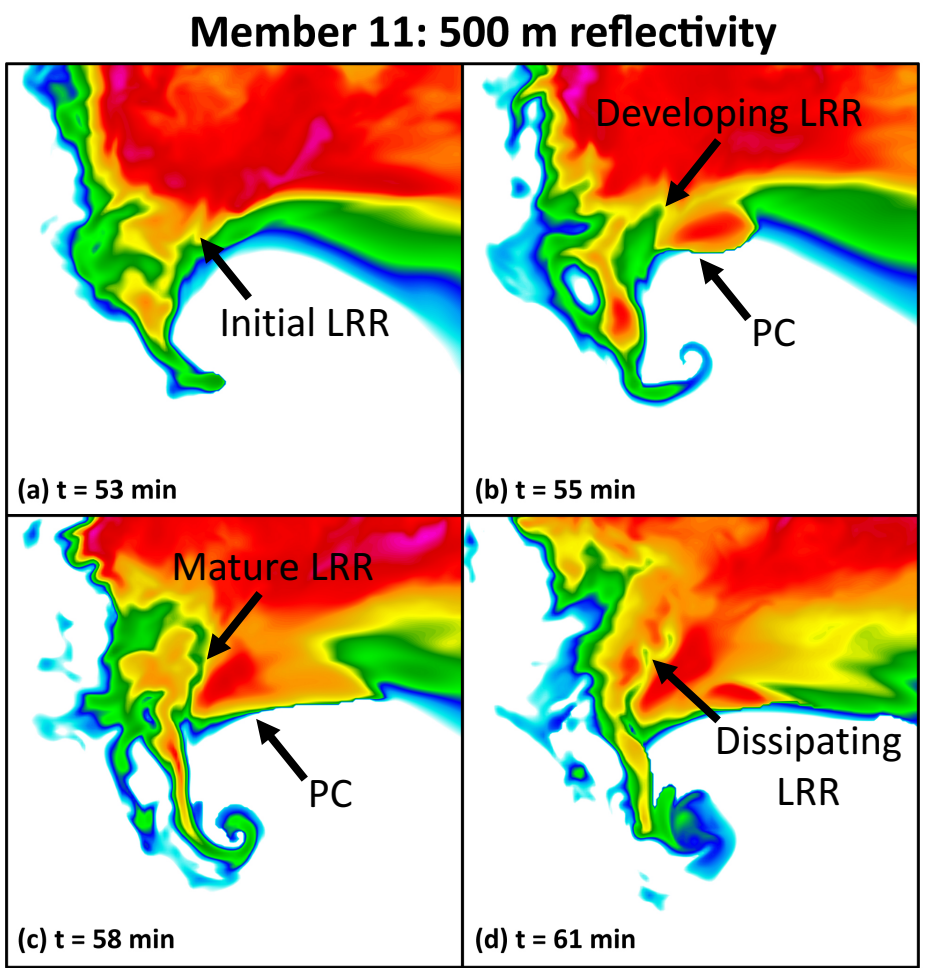 Member 11: 500 m reflectivity
Initial LRR
(a) t = 53 min
Developing LRR
PC
(b) t = 55 min
Mature LRR
PC
(c) t = 58 min
Dissipating
LRR
(d) t = 61 min